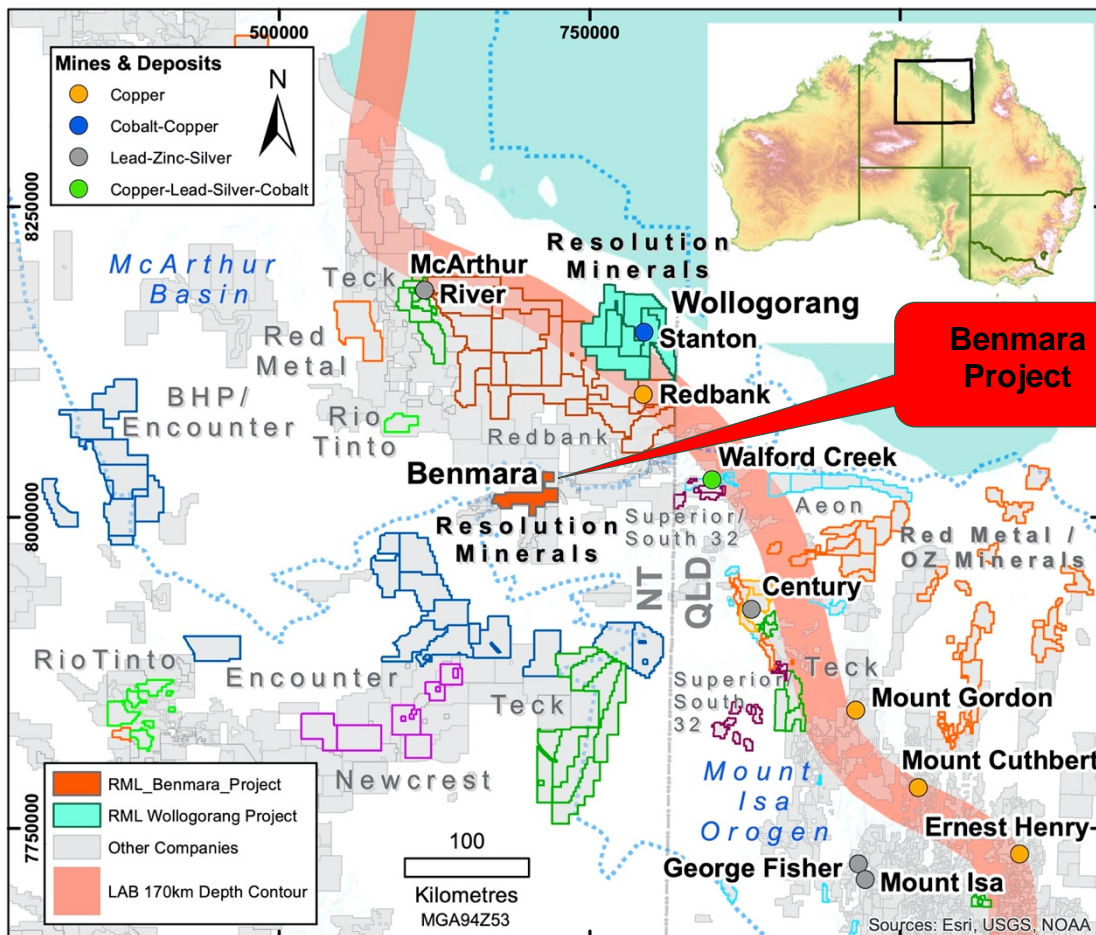 500000
750000
Mines & Deposits
Copper
Cobalt-Copper
Lead-Zinc-Silver
Copper-Lead-Silver-Cobalt
N
8250000
8000000
7750000
McArthur
Basin
Teck
McArthur
River
Resolution
Minerals
Wollogorang
Stanton
Red
Metal
Redbank
Benmara
Project
BHP/
Encounter
Rio
Tinto
Redbank
Benmara
Walford Creek
Resolution
Minerals
Superior/
South 32
Aeon
Red Metal /
OZ Minerals
NT
QLD
Century
RioTinto
Encounter
Teck
Superior
South
32
Teck
Mount Gordon
Newcrest
Mount
Isa
Orogen
Mount Cuthbert
Ernest Henry-
George Fisher
Mount Isa
RML_Benmara_Project
RML Wollogorang Project
Other Companies
LAB 170km Depth Contour
100
Kilometres
MGA94Z53
Sources: Esri, USGS, NOAA